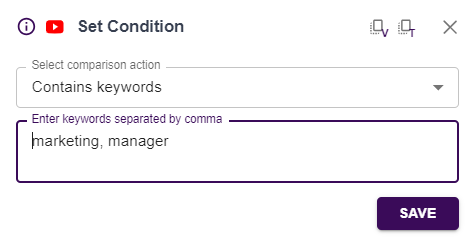 Set Condition
V
T
Select comparison action
Contains keywords
Enter keywords separated by comma
marketing, manager
SAVE